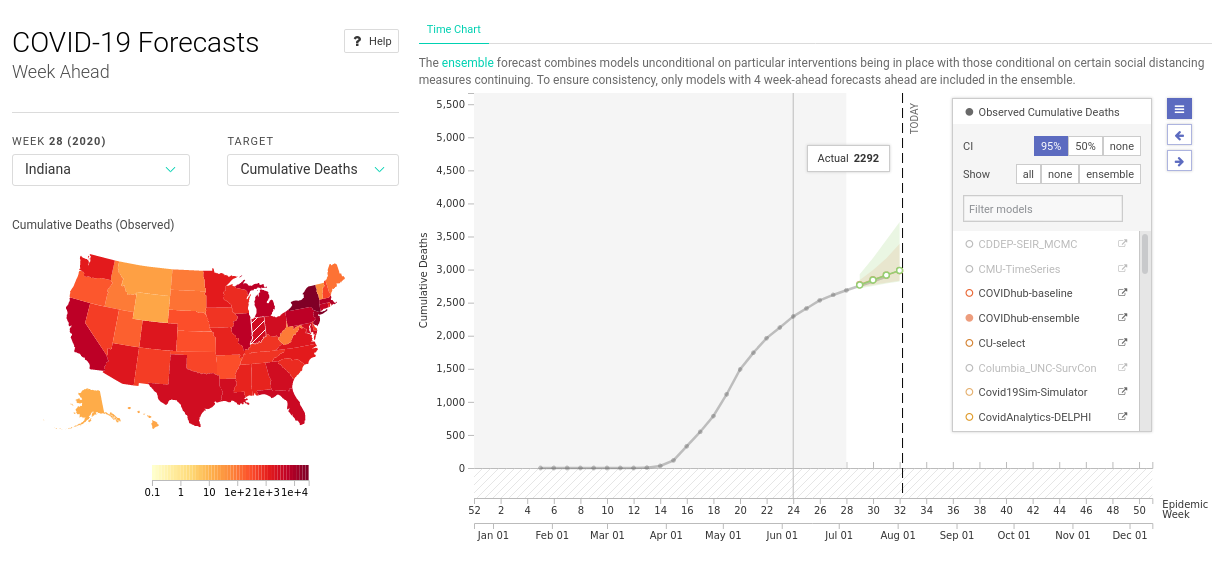 COVID-19 Forecasts
Week Ahead
? Help
WEEK 28 (2020)
TARGET
Indiana
Cumulative Deaths
Cumulative Deaths (Observed)
0.1 1 10 1e+2 1e+3 1e+4
Time Chart
The ensemble forecast combines models unconditional on particular interventions being in place with those conditional on certain social distancing
measures continuing. To ensure consistency, only models with 4 week-ahead forecasts ahead are included in the ensemble.
Cumulative Deaths
5,500
5,000
4,500
4,000
3,500
3,000
2,500
2,000
1,500
1,000
500
0
Actual 2292
TODAY
52 2 4 6 8 10 12 14 16 18 20 22 24 26 28 30 32 34 36 38 40 42 44 46 48 50
Epidemic
Week
Jan 01 Feb 01 Mar 01 Apr 01 May 01 Jun 01 Jul 01 Aug 01 Sep 01 Oct 01 Nov 01 Dec 01
Observed Cumulative Deaths
CI 95% 50% none
Show all none ensemble
Filter models
CDDEP-SEIR_MCMC
CMU-TimeSeries
COVIDhub-baseline
COVIDhub-ensemble
CU-select
Columbia_UNC-SurvCon
Covid19Sim-Simulator
CovidAnalytics-DELPHI